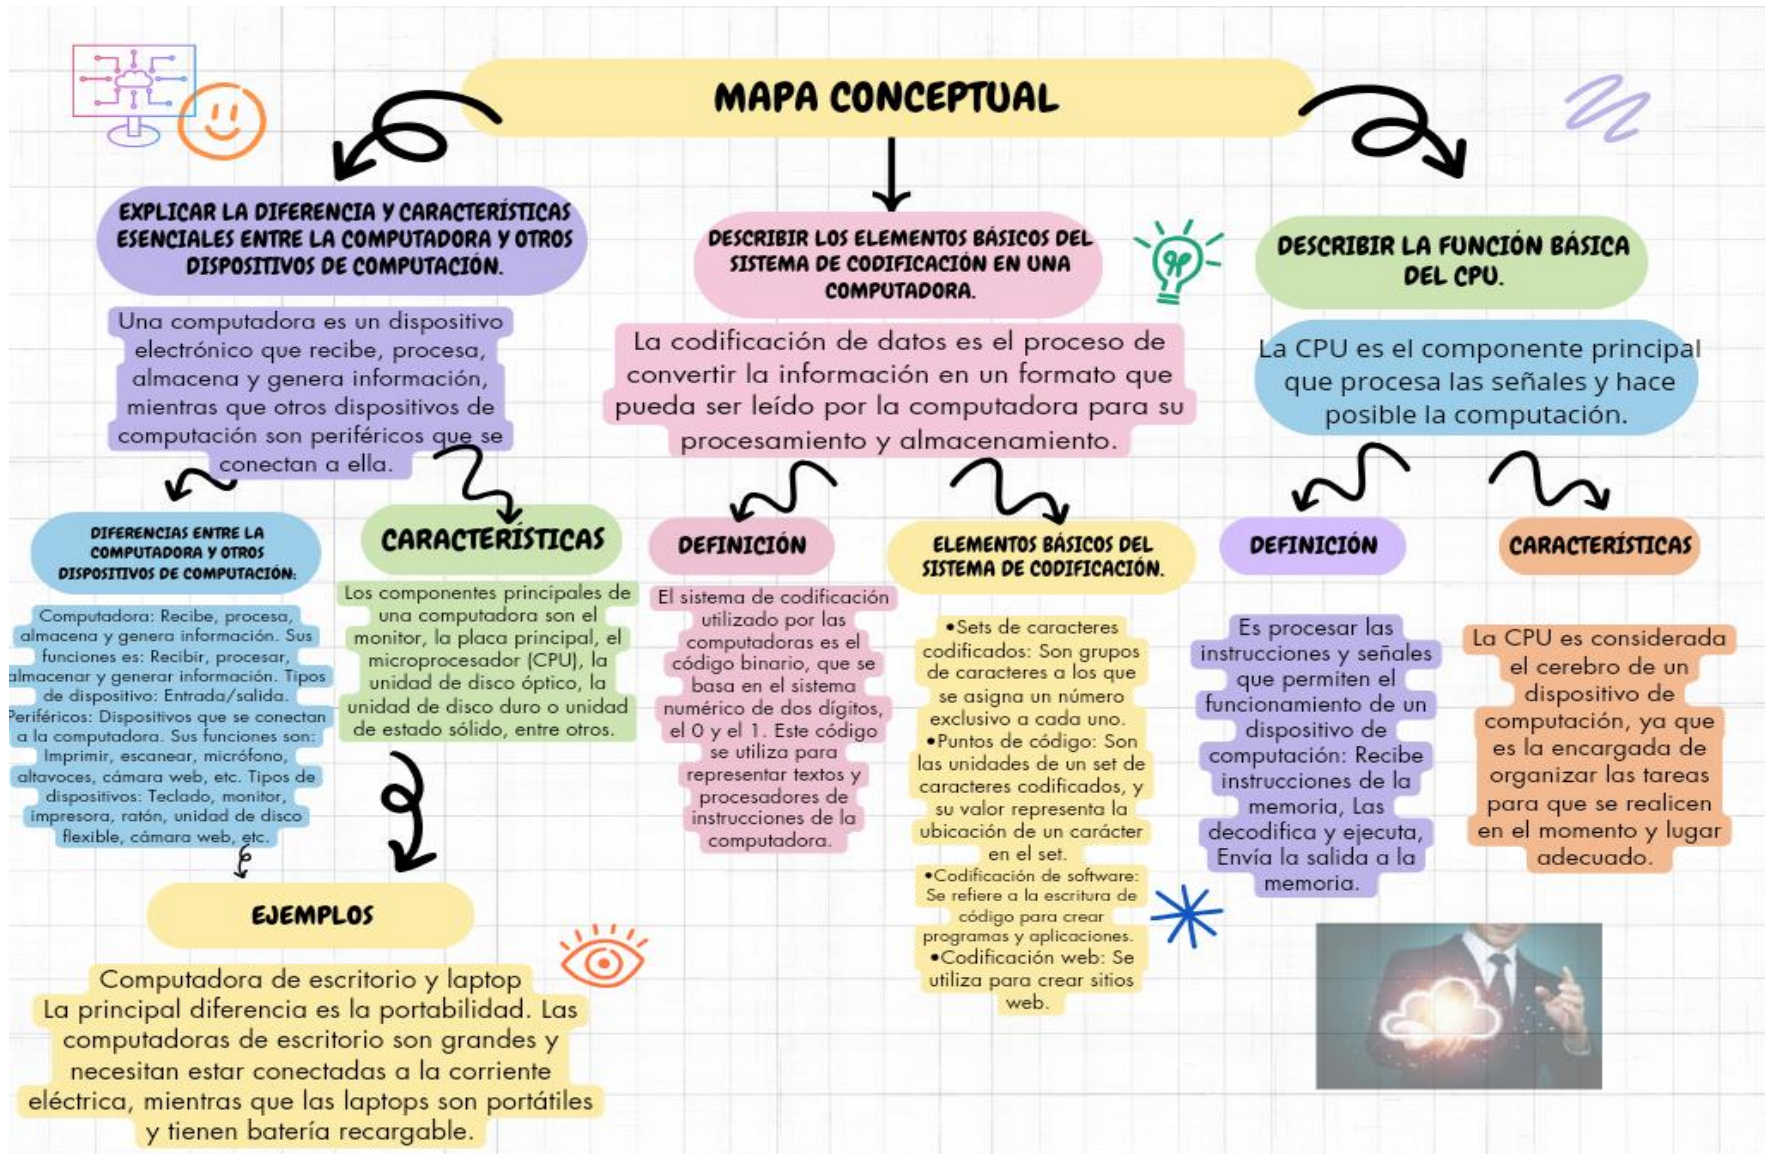 MAPA CONCEPTUAL
EXPLICAR LA DIFERENCIA Y CARACTERÍSTICAS
ESENCIALES ENTRE LA COMPUTADORA Y OTROS
DISPOSITIVOS DE COMPUTACIÓN.
Una computadora es un dispositivo
electrónico que recibe, procesa,
almacena y genera información,
mientras que otros dispositivos de
computación son periféricos que se
conectan a ella.
DIFERENCIAS ENTRE LA
COMPUTADORA Y OTROS
DISPOSITIVOS DE COMPUTACIÓN:
Computadora: Recibe, procesa,
almacena y genera información. Sus
funciones es: Recibir, procesar,
almacenar y generar información. Tipos
de dispositivo: Entrada/salida.
Periféricos: Dispositivos que se conectan
a la computadora. Sus funciones son:
Imprimir, escanear, micrófono,
altavoces, cámara web, etc. Tipos de
dispositivos: Teclado, monitor,
impresora, ratón, unidad de disco
flexible, cámara web, etc.
CARACTERÍSTICAS
Los componentes principales de
una computadora son el
monitor, la placa principal, el
microprocesador (CPU), la
unidad de disco óptico, la
unidad de disco duro o unidad
de estado sólido, entre otros.
EJEMPLOS
Computadora de escritorio y laptop
La principal diferencia es la portabilidad. Las
computadoras de escritorio son grandes y
necesitan estar conectadas a la corriente
eléctrica, mientras que las laptops son portátiles
y tienen batería recargable.
DESCRIBIR LOS ELEMENTOS BÁSICOS DEL
SISTEMA DE CODIFICACIÓN EN UNA
COMPUTADORA.
La codificación de datos es el proceso de
convertir la información en un formato que
pueda ser leído por la computadora para su
procesamiento y almacenamiento.
DEFINICIÓN
El sistema de codificación
utilizado por las
computadoras es el
código binario, que se
basa en el sistema
numérico de dos dígitos,
el 0 y el 1. Este código
se utiliza para
representar textos y
procesadores de
instrucciones de la
computadora.
ELEMENTOS BÁSICOS DEL
SISTEMA DE CODIFICACIÓN.
•Sets de caracteres
codificados: Son grupos
de caracteres a los que
se asigna un número
exclusivo a cada uno.
•Puntos de código: Son
las unidades de un set de
caracteres codificados, y
su valor representa la
ubicación de un carácter
en el set.
•Codificación de software:
Se refiere a la escritura de
código para crear
programas y aplicaciones.
•Codificación web: Se
utiliza para crear sitios
web.
DESCRIBIR LA FUNCIÓN BÁSICA
DEL CPU.
La CPU es el componente principal
que procesa las señales y hace
posible la computación.
DEFINICIÓN
Es procesar las
instrucciones y señales
que permiten el
funcionamiento de un
dispositivo de
computación: Recibe
instrucciones de la
memoria, Las
decodifica y ejecuta,
Envía la salida a la
memoria.
CARACTERÍSTICAS
La CPU es considerada
el cerebro de un
dispositivo de
computación, ya que
es la encargada de
organizar las tareas
para que se realicen
en el momento y lugar
adecuado.